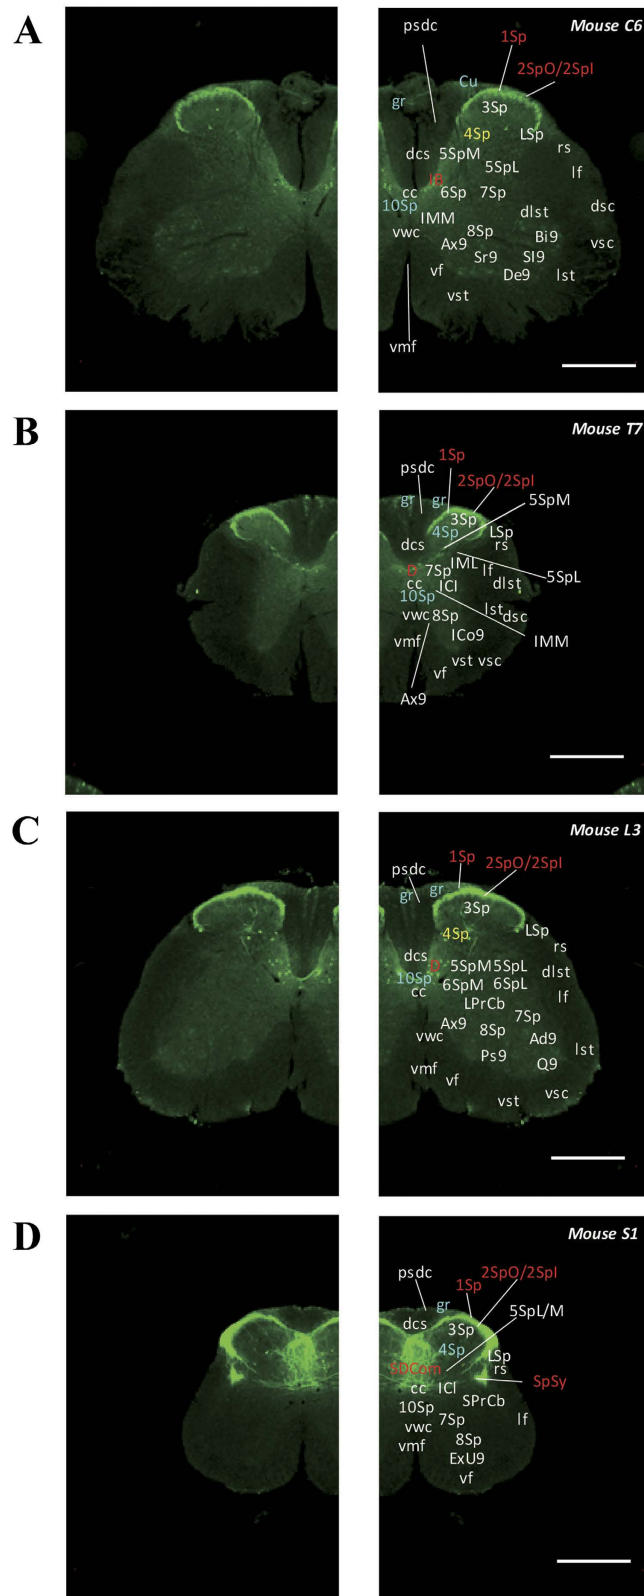 A
Mouse C6
psdc
1Sp
2SpO/2SpI
Cu
gr
3Sp
4Sp
LSp
rs
dcs
5SpM
5SpL
lf
IB
cc
6Sp
7Sp
10Sp
dlst
dsc
IMM
vwc
8Sp
Bi9
vsc
Ax9
Sr9
SI9
vf
De9
lst
vst
vmf
B
Mouse T7
1Sp
psdc
2SpO/2SpI
gr
gr
5SpM
3Sp
4Sp
LSp
dcs
rs
IML
D
7Sp
lf
5SpL
cc
ICl
dlst
10Sp
lst
vwc
8Sp
dsc
vmf
ICo9
IMM
vst
vsc
vf
Ax9
C
Mouse L3
1Sp
2SpO/2SpI
psdc
gr
gr
3Sp
4Sp
LSp
rs
dcs
D
5SpM
5SpL
dlst
10Sp
6SpM
6SpL
cc
LPrCb
lf
7Sp
Ax9
vwc
8Sp
Ad9
lst
Ps9
Q9
vmf
vf
vsc
vst
D
Mouse S1
psdc
1Sp
2SpO/2SpI
gr
5SpL/M
dcs
3Sp
4Sp
LSp
SDCom
rs
SpSy
cc
ICl
SPrCb
10Sp
7Sp
lf
vwc
8Sp
vmf
ExU9
vf